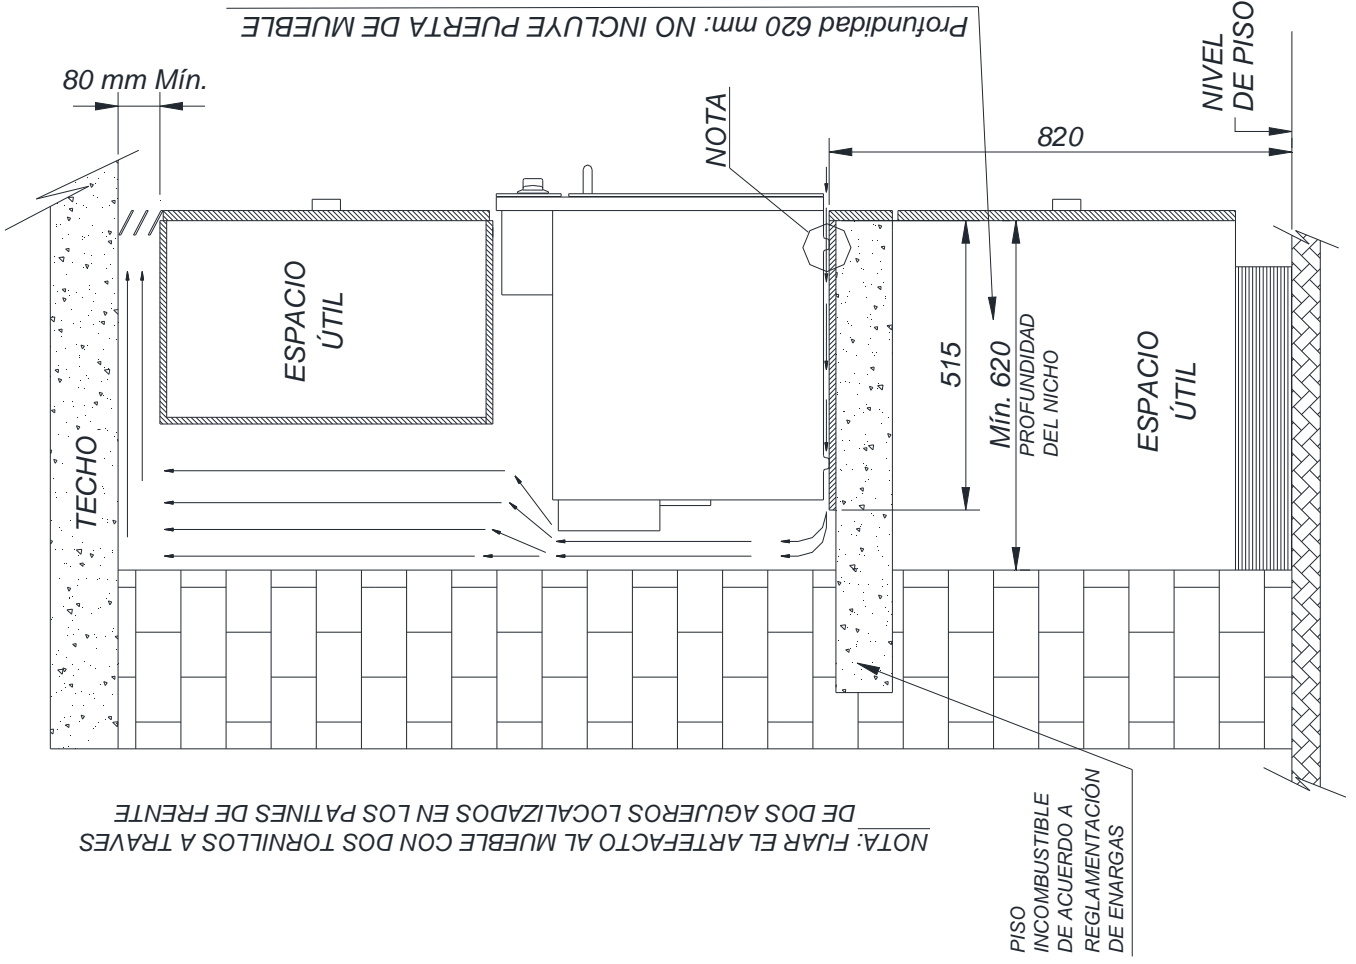 Profundidad 620 mm: NO INCLUYE PUERTA DE MUEBLE
80 mm Mín.
NIVEL
DE PISO
NOTA
820
ESPACIO
ÚTIL
TECHO
515
Mín. 620
PROFUNDIDAD
DEL NICHO
ESPACIO
ÚTIL
NOTA: FIJAR EL ARTEFACTO AL MUEBLE CON DOS TORNILLOS A TRAVES
DE DOS AGUJEROS LOCALIZADOS EN LOS PATINES DE FRENTE
PISO
INCOMBUSTIBLE
DE ACUERDO A
REGLAMENTACIÓN
DE ENARGAS